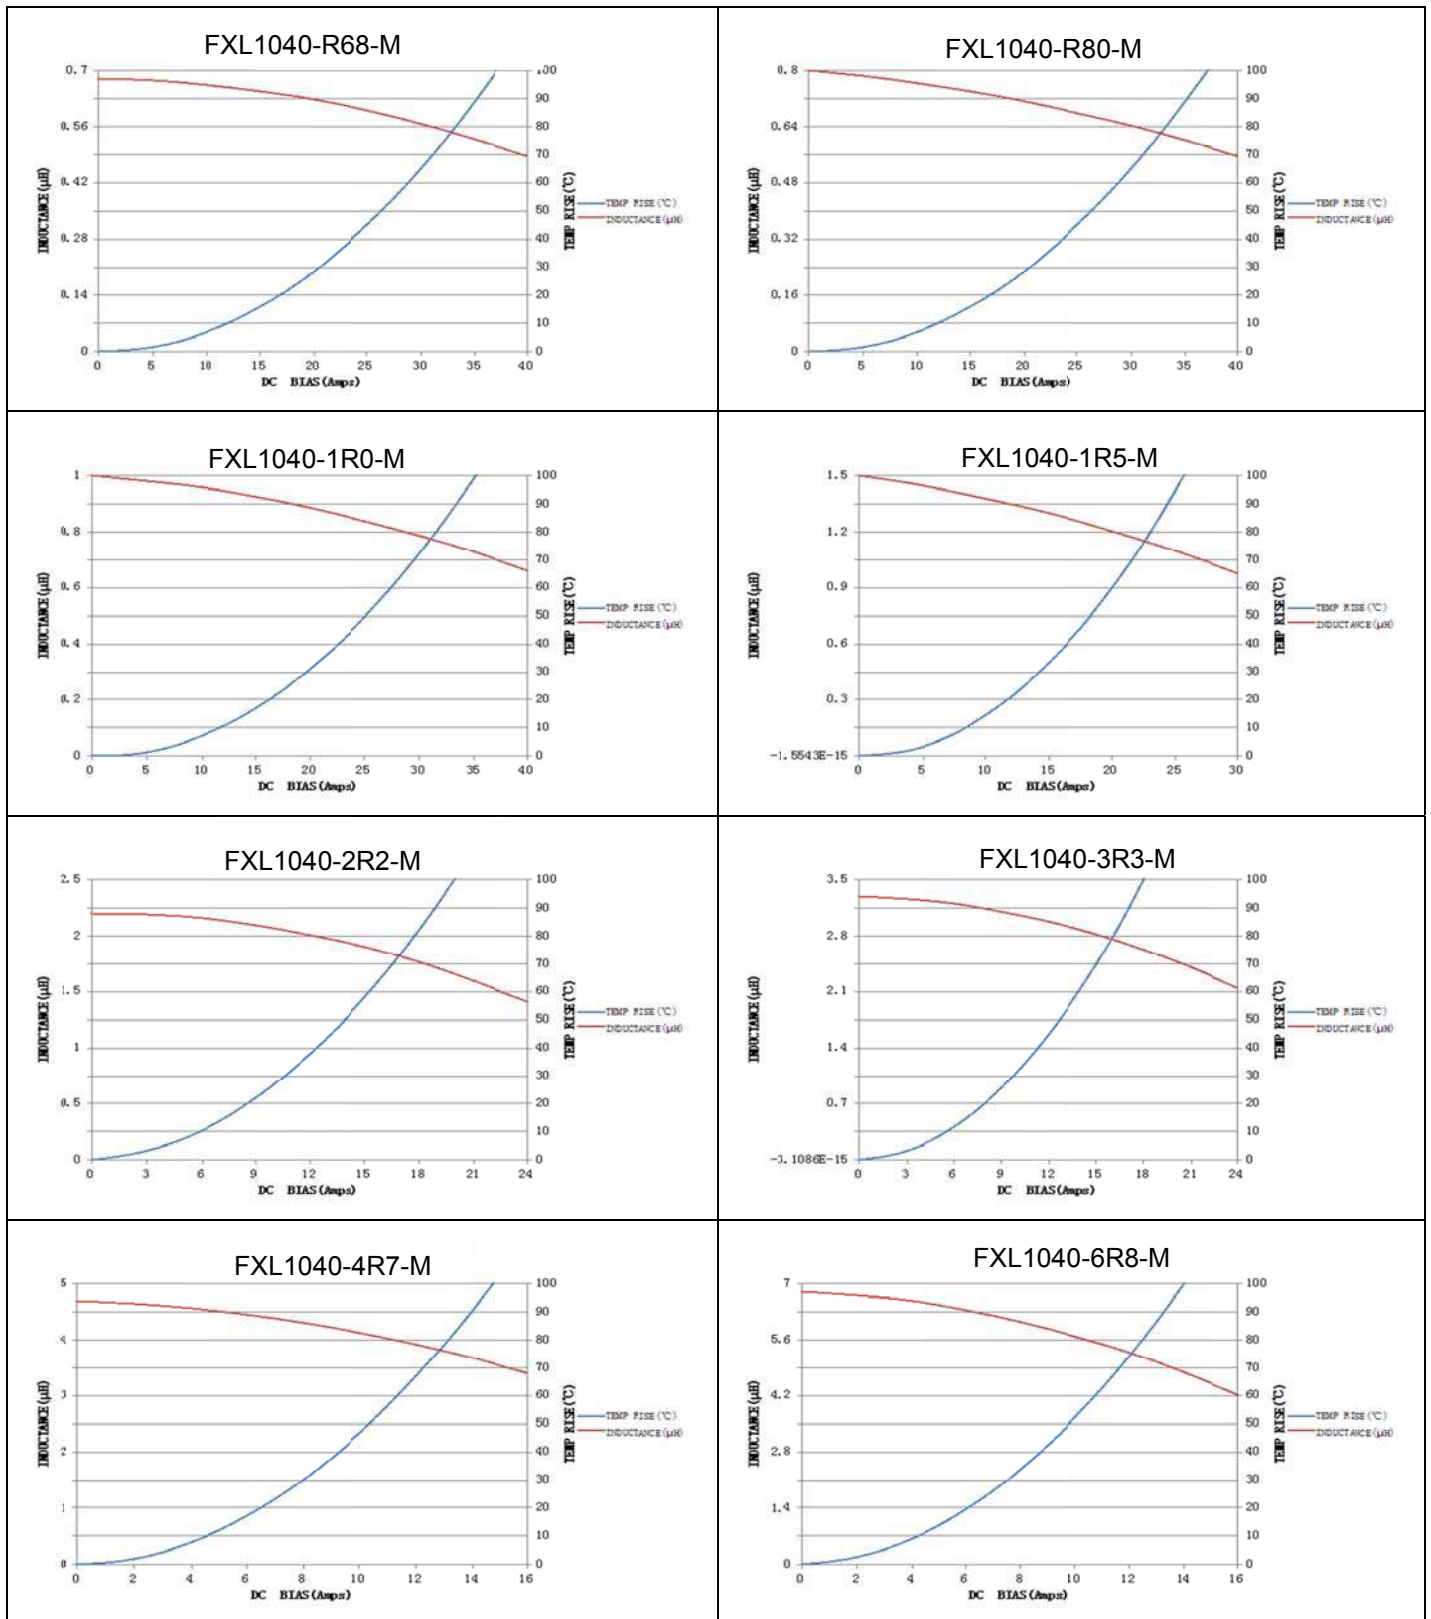 FXL1040-R68-M
0.7
0.56
0.42
0.28
0.14
0
INDUCTANCE(μH)
0 5 10 15 20 25 30 35 40
DC BIAS(Amps)
100
90
80
70
60
50
40
30
20
10
0
TEMP RISE(℃)
TEMP RISE(℃)
INDUCTANCE(μH)
FXL1040-R80-M
0.8
0.64
0.48
0.32
0.16
0
INDUCTANCE(μH)
0 5 10 15 20 25 30 35 40
DC BIAS(Amps)
100
90
80
70
60
50
40
30
20
10
0
TEMP RISE(℃)
TEMP RISE(℃)
INDUCTANCE(μH)
FXL1040-1R0-M
1
0.8
0.6
0.4
0.2
0
INDUCTANCE(μH)
0 5 10 15 20 25 30 35 40
DC BIAS(Amps)
100
90
80
70
60
50
40
30
20
10
0
TEMP RISE(℃)
TEMP RISE(℃)
INDUCTANCE(μH)
FXL1040-1R5-M
1.5
1.2
0.9
0.6
0.3
-1.5543E-15
INDUCTANCE(μH)
0 5 10 15 20 25 30
DC BIAS(Amps)
100
90
80
70
60
50
40
30
20
10
0
TEMP RISE(℃)
TEMP RISE(℃)
INDUCTANCE(μH)
FXL1040-2R2-M
2.5
2
1.5
1
0.5
0
INDUCTANCE(μH)
0 3 6 9 12 15 18 21 24
DC BIAS(Amps)
100
90
80
70
60
50
40
30
20
10
0
TEMP RISE(℃)
TEMP RISE(℃)
INDUCTANCE(μH)
FXL1040-3R3-M
3.5
2.8
2.1
1.4
0.7
-3.1086E-15
INDUCTANCE(μH)
0 3 6 9 12 15 18 21 24
DC BIAS(Amps)
100
90
80
70
60
50
40
30
20
10
0
TEMP RISE(℃)
TEMP RISE(℃)
INDUCTANCE(μH)
FXL1040-4R7-M
5
4
3
2
1
0
INDUCTANCE(μH)
0 2 4 6 8 10 12 14 16
DC BIAS(Amps)
100
90
80
70
60
50
40
30
20
10
0
TEMP RISE(℃)
TEMP RISE(℃)
INDUCTANCE(μH)
FXL1040-6R8-M
7
5.6
4.2
2.8
1.4
0
INDUCTANCE(μH)
0 2 4 6 8 10 12 14 16
DC BIAS(Amps)
100
90
80
70
60
50
40
30
20
10
0
TEMP RISE(℃)
TEMP RISE(℃)
INDUCTANCE(μH)